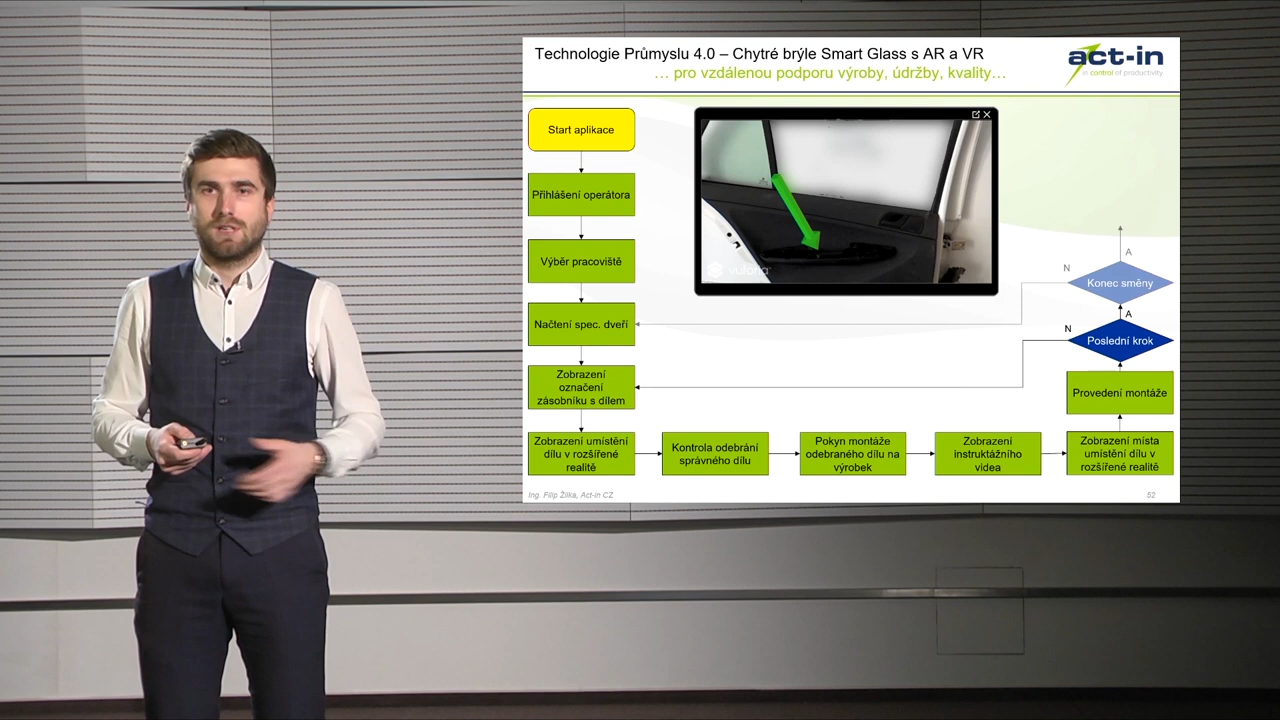 Technologie Průmyslu 4.0 – Chytré brýle Smart Glass s AR a VR
… pro vzdálenou podporu výroby, údržby, kvality…
act-in
in control of productivity
Start aplikace
Přihlášení operátora
Výběr pracoviště
Načtení spec. dveří
Zobrazení
označení
zásobníku s dílem
Zobrazení umístění
dílu v rozšířené
realitě
Kontrola odebrání
správného dílu
Pokyn montáže
odebraného dílu na
výrobek
Zobrazení
instruktážního
videa
Zobrazení místa
umístění dílu v
rozšířené realitě
Provedení montáže
Poslední krok
N
A
Konec směny
N
A
vuforia
Ing. Filip Žilka, Act-in CZ
52